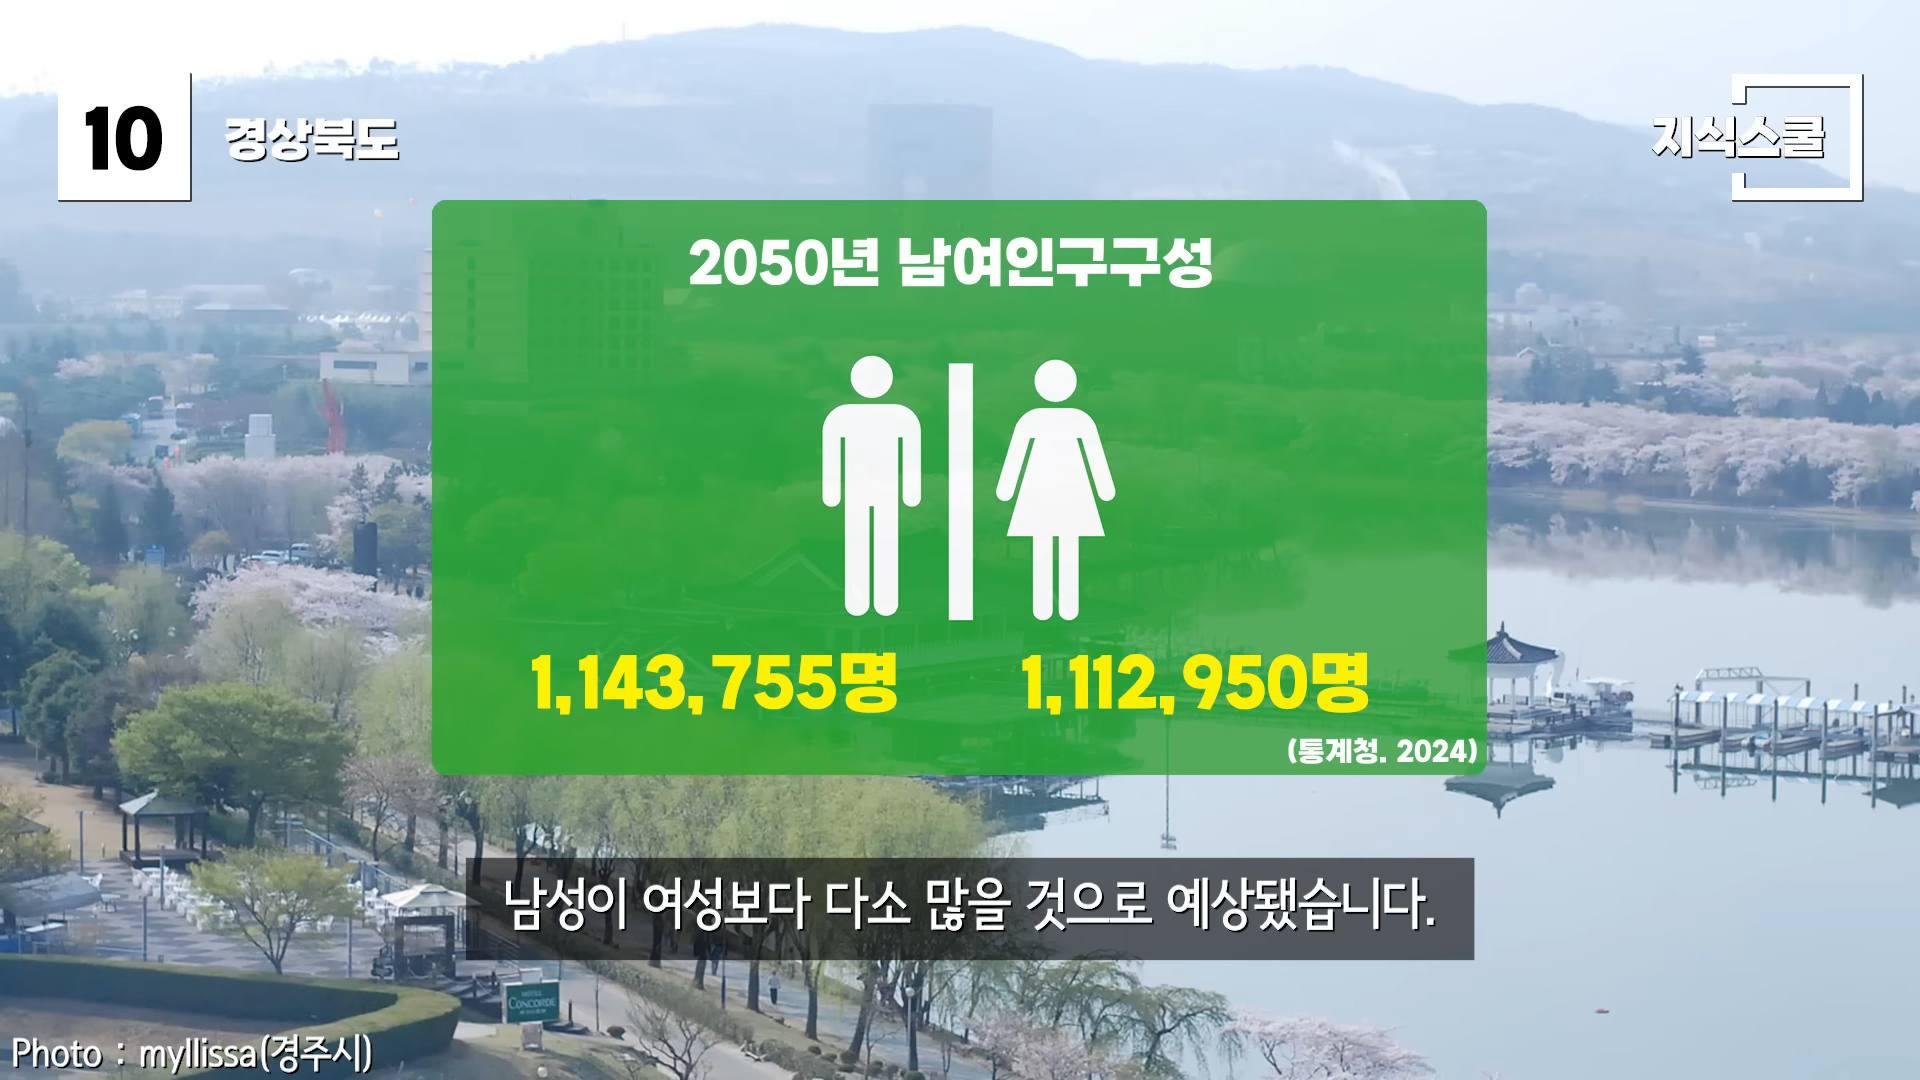 10
경상북도
지식스쿨
2050년 남여인구구성
1,143,755명
1,112,950명
(통계청. 2024)
남성이 여성보다 다소 많을 것으로 예상됐습니다.
HOTEL
CONCORDE
Photo : myllissa(경주시)